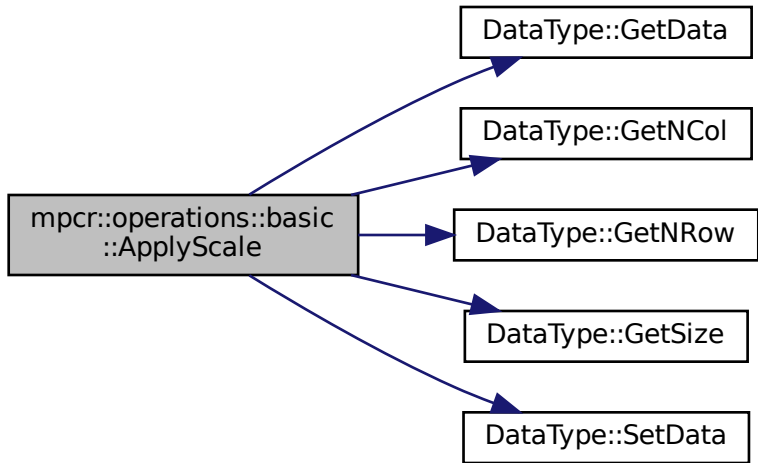 DataType::GetData
DataType::GetNCol
mpcr::operations::basic
::ApplyScale
DataType::GetNRow
DataType::GetSize
DataType::SetData